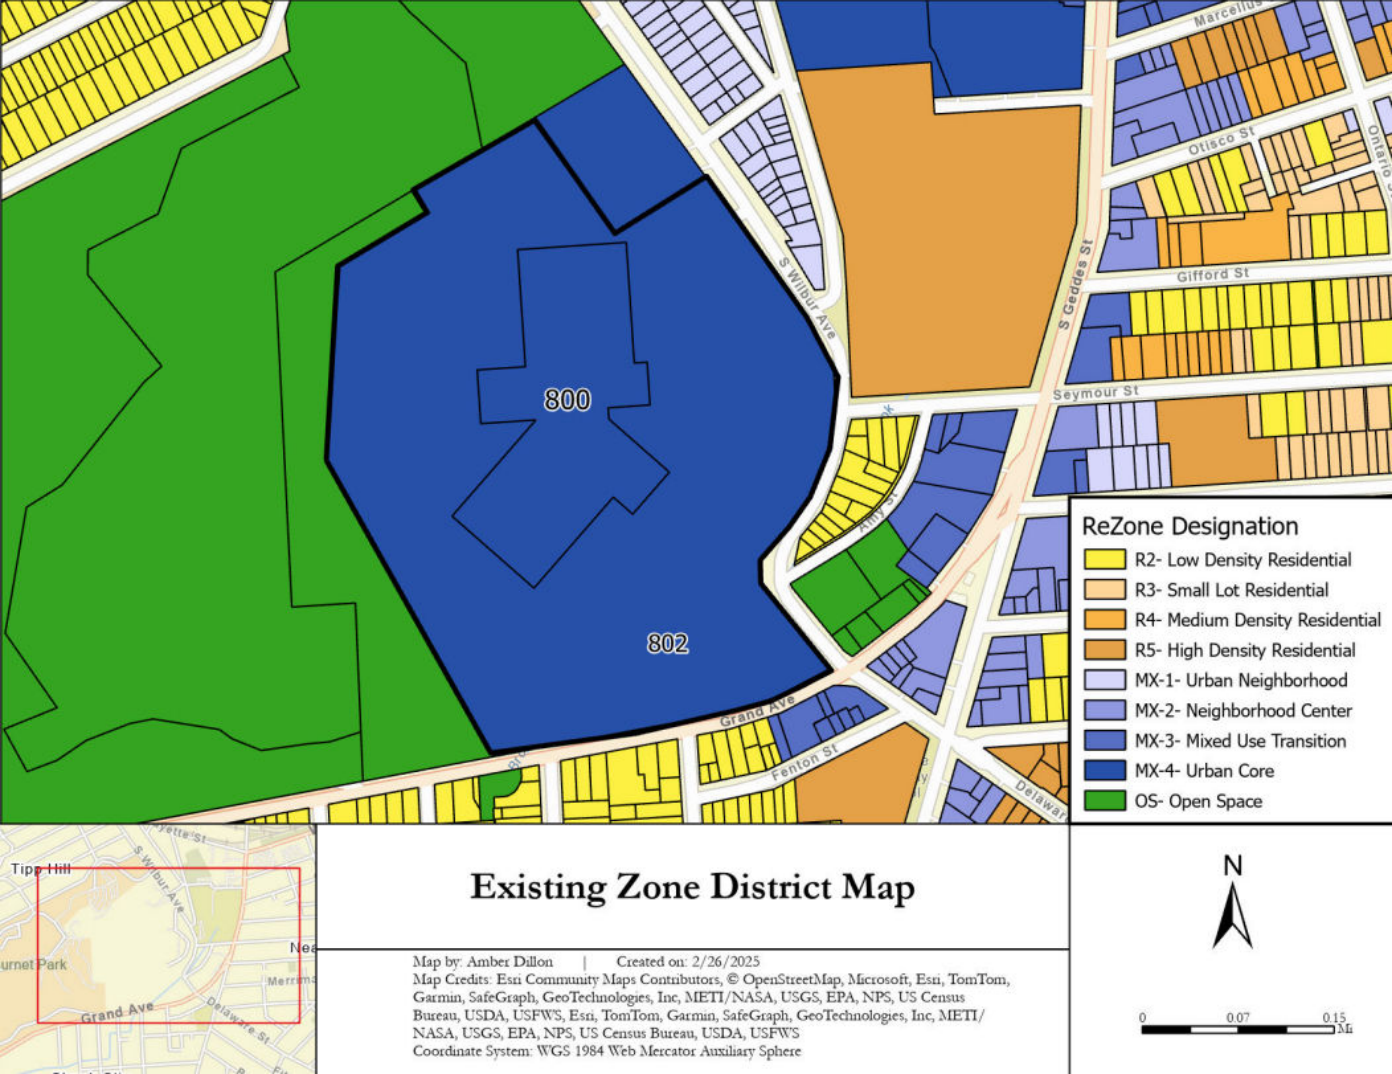 Marcellus
Otisco St
Ontario
S Wilbur Ave
S Geddes St
Gifford St
Seymour St
800
Amy St
802
Grand Ave
Fenton St
Delaware
ReZone Designation
R2- Low Density Residential
R3- Small Lot Residential
R4- Medium Density Residential
R5- High Density Residential
MX-1- Urban Neighborhood
MX-2- Neighborhood Center
MX-3- Mixed Use Transition
MX-4- Urban Core
OS- Open Space
ayette St
Tipp Hill
S Wilbur Ave
Nea
urnet Park
Merrima
Grand Ave
Delaware St
Existing Zone District Map
Map by: Amber Dillon | Created on: 2/26/2025
Map Credits: Esri Community Maps Contributors, © OpenStreetMap, Microsoft, Esri, TomTom,
Garmin, SafeGraph, GeoTechnologies, Inc, METI/NASA, USGS, EPA, NPS, US Census
Bureau, USDA, USFWS, Esri, TomTom, Garmin, SafeGraph, GeoTechnologies, Inc, METI/
NASA, USGS, EPA, NPS, US Census Bureau, USDA, USFWS
Coordinate System: WGS 1984 Web Mercator Auxiliary Sphere
N
0 0.07 0.15
Mi